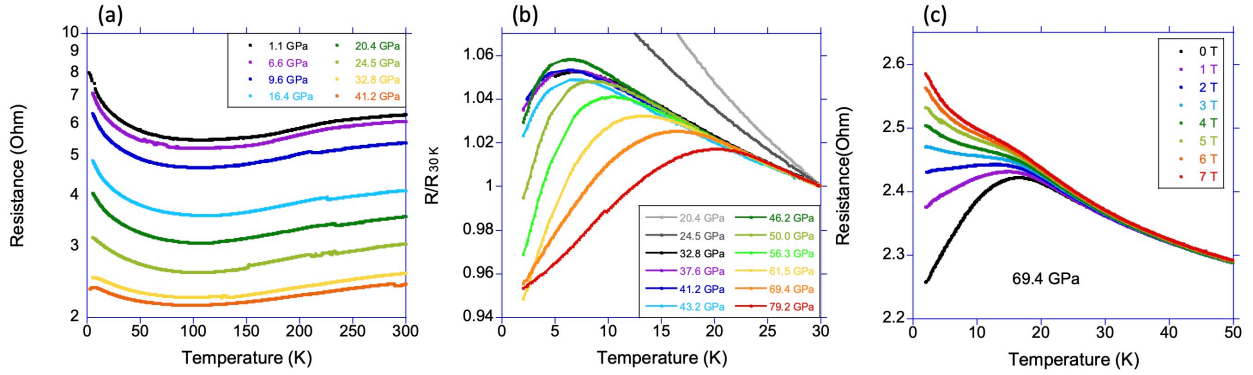 (a)
Resistance (Ohm)
10
9
8
7
6
5
4
3
2
1.1 GPa
6.6 GPa
9.6 GPa
16.4 GPa
20.4 GPa
24.5 GPa
32.8 GPa
41.2 GPa
0
50
100
150
200
250
300
Temperature (K)
(b)
R/R30 K
1.06
1.04
1.02
1
0.98
0.96
0.94
20.4 GPa
24.5 GPa
32.8 GPa
37.6 GPa
41.2 GPa
43.2 GPa
46.2 GPa
50.0 GPa
56.3 GPa
61.5 GPa
69.4 GPa
79.2 GPa
0
5
10
15
20
25
30
Temperature (K)
(c)
Resistance(Ohm)
2.6
2.5
2.4
2.3
2.2
0 T
1 T
2 T
3 T
4 T
5 T
6 T
7 T
69.4 GPa
0
10
20
30
40
50
Temperature (K)